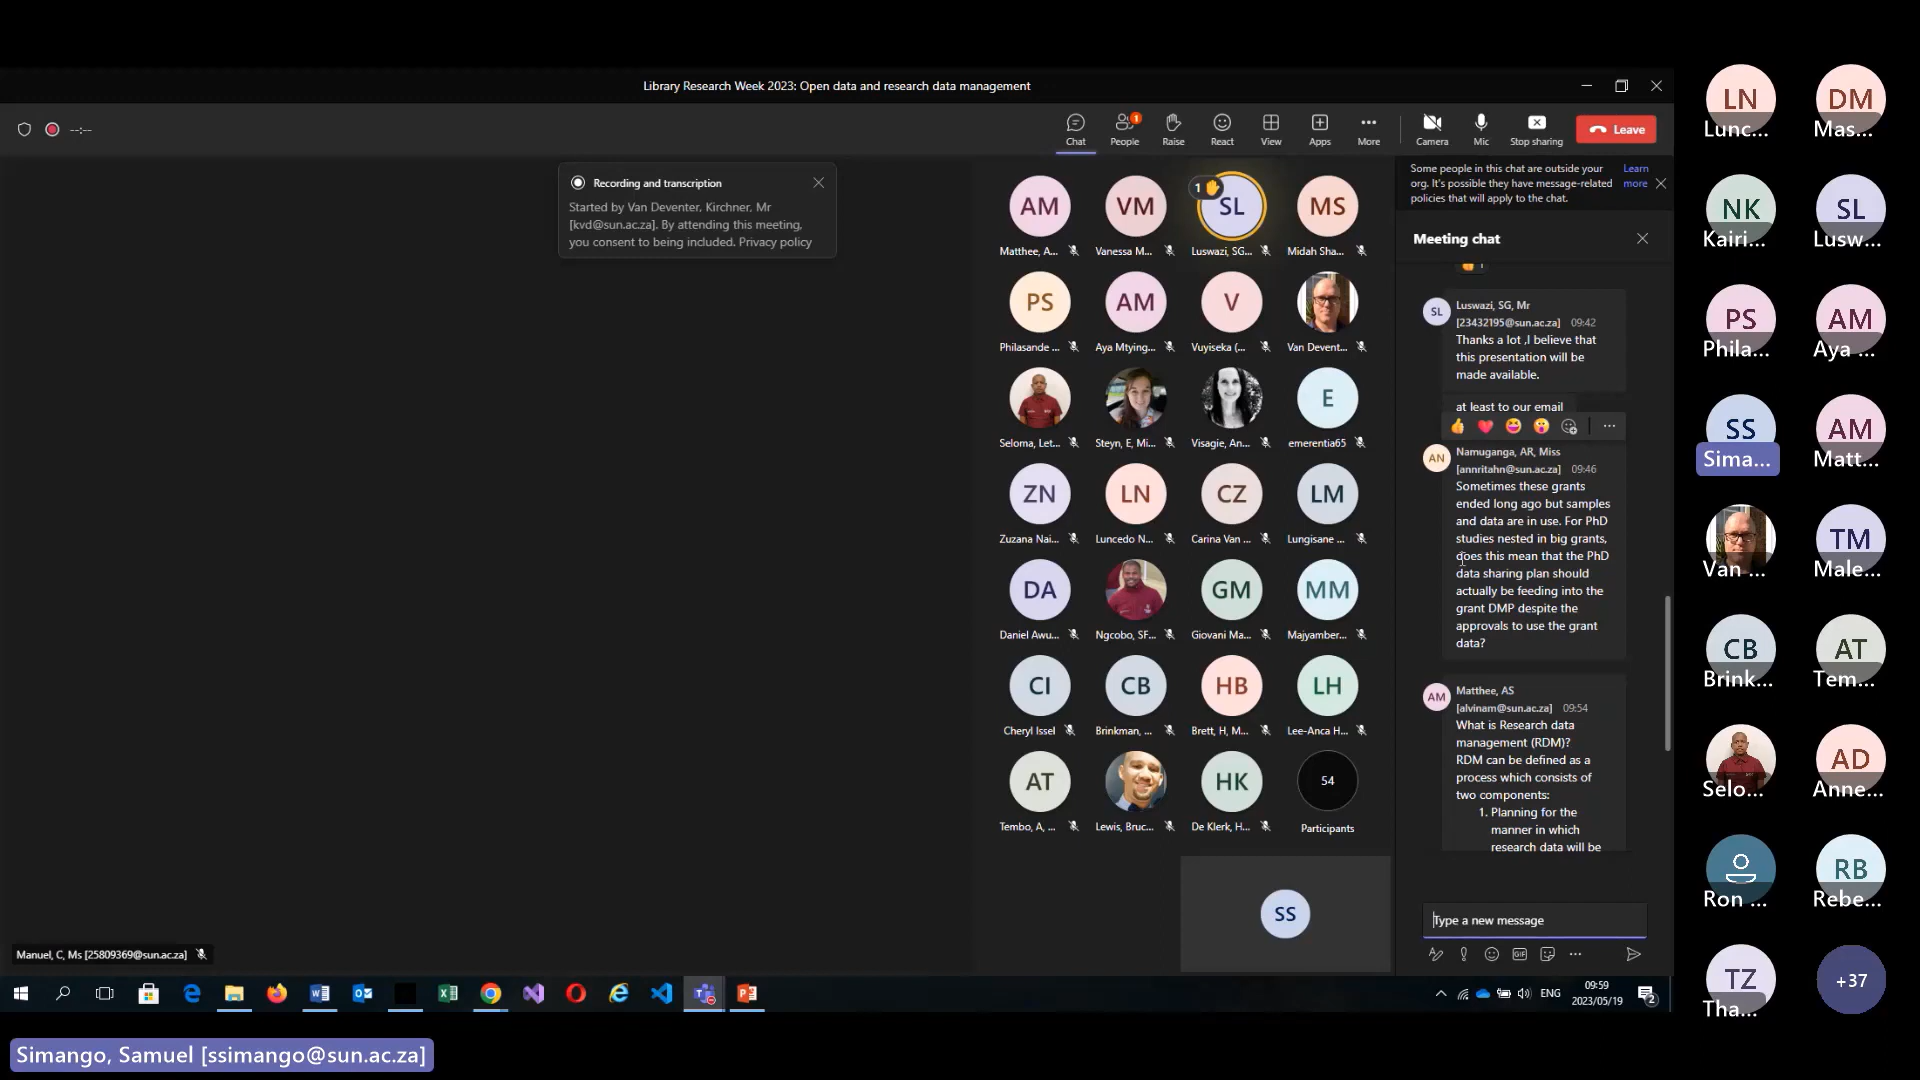 Library Research Week 2023: Open data and research data management
--:--
Chat
People
1
Raise
React
View
Apps
More
Camera
Mic
Stop sharing
Leave
Recording and transcription
Started by Van Deventer, Kirchner, Mr
[kvd@sun.ac.za]. By attending this meeting,
you consent to being included. Privacy policy
AM
VM
1
SL
MS
Matthee, A...
Vanessa M...
Luswazi, SG...
Midah Sha...
PS
AM
V
Philasande ...
Aya Mtying...
Vuyiseka (...
Van Devent...
E
Seloma, Let...
Steyn, E, Mi...
Visagie, An...
emerentia65
ZN
LN
CZ
LM
Zuzana Nai...
Luncedo N...
Carina Van ...
Lungisane ...
DA
GM
MM
Daniel Awu...
Ngcobo, SF...
Giovani Ma...
Majyamber...
CI
CB
HB
LH
Cheryl Issel
Brinkman, ...
Brett, H, M...
Lee-Anca H...
AT
HK
54
Tembo, A, ...
Lewis, Bruc...
De Klerk, H...
Participants
SS
Manuel, C, Ms [25809369@sun.ac.za]
Some people in this chat are outside your
org. It's possible they have message-related
policies that will apply to the chat.
Learn
more
Meeting chat
1
SL
Luswazi, SG, Mr
[23432195@sun.ac.za] 09:42
Thanks a lot ,I believe that
this presentation will be
made available.
at least to our email
AN
Namuganga, AR, Miss
[annritahn@sun.ac.za] 09:46
Sometimes these grants
ended long ago but samples
and data are in use. For PhD
studies nested in big grants,
does this mean that the PhD
data sharing plan should
actually be feeding into the
grant DMP despite the
approvals to use the grant
data?
AM
Matthee, AS
[alvinam@sun.ac.za] 09:54
What is Research data
management (RDM)?
RDM can be defined as a
process which consists of
two components:
1. Planning for the
manner in which
research data will be
Type a new message
GIF
ENG
09:59
2023/05/19
2
LN
Lunc...
DM
Mas...
NK
Kairi...
SL
Lusw...
PS
Phila...
AM
Aya ...
SS
Sima...
AM
Matt...
Van ...
TM
Male...
CB
Brink...
AT
Tem...
Selo...
AD
Anne...
Ron ...
RB
Rebe...
TZ
Tha...
+37
Simango, Samuel [ssimango@sun.ac.za]